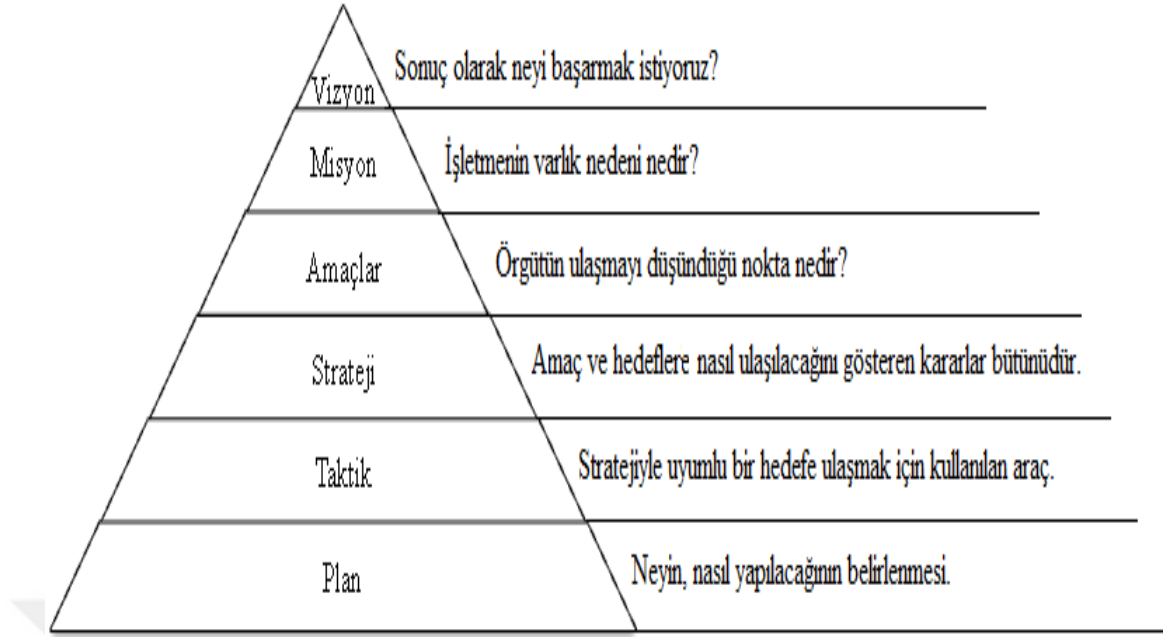 Vizyon
Sonuç olarak neyi başarmak istiyoruz?
Misyon
İşletmenin varlık nedeni nedir?
Amaçlar
Örgütün ulaşmayı düşündüğü nokta nedir?
Strateji
Amaç ve hedeflere nasıl ulaşılacağını gösteren kararlar bütünüdür.
Taktik
Stratejiyle uyumlu bir hedefe ulaşmak için kullanılan araç.
Plan
Neyin, nasıl yapılacağının belirlenmesi.